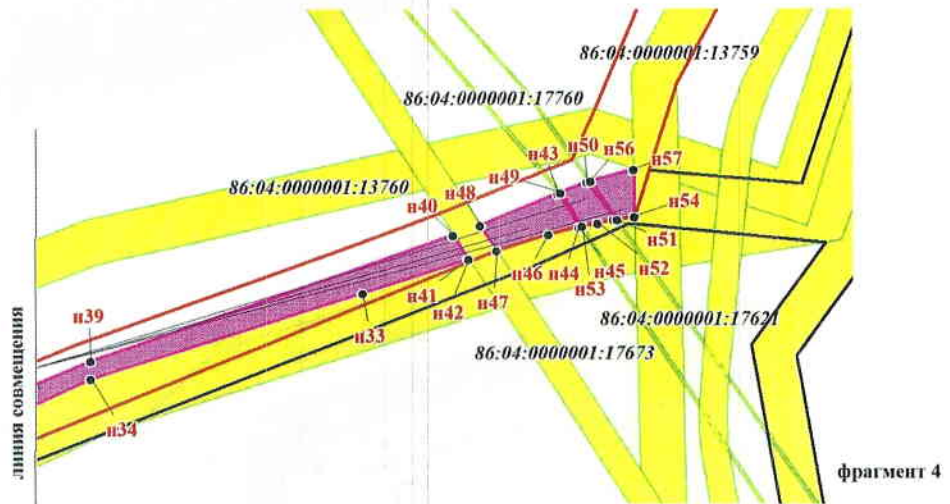 86:04:0000001:13759
86:04:0000001:17760
н50
н56
н43
н57
н49
86:04:0000001:13760
н48
н40
н54
н51
н46
н44
н45
н41
н53
н52
н47
н42
н33
86:04:0000001:17621
н39
86:04:0000001:17673
н34
линия совмещения
фрагмент 4